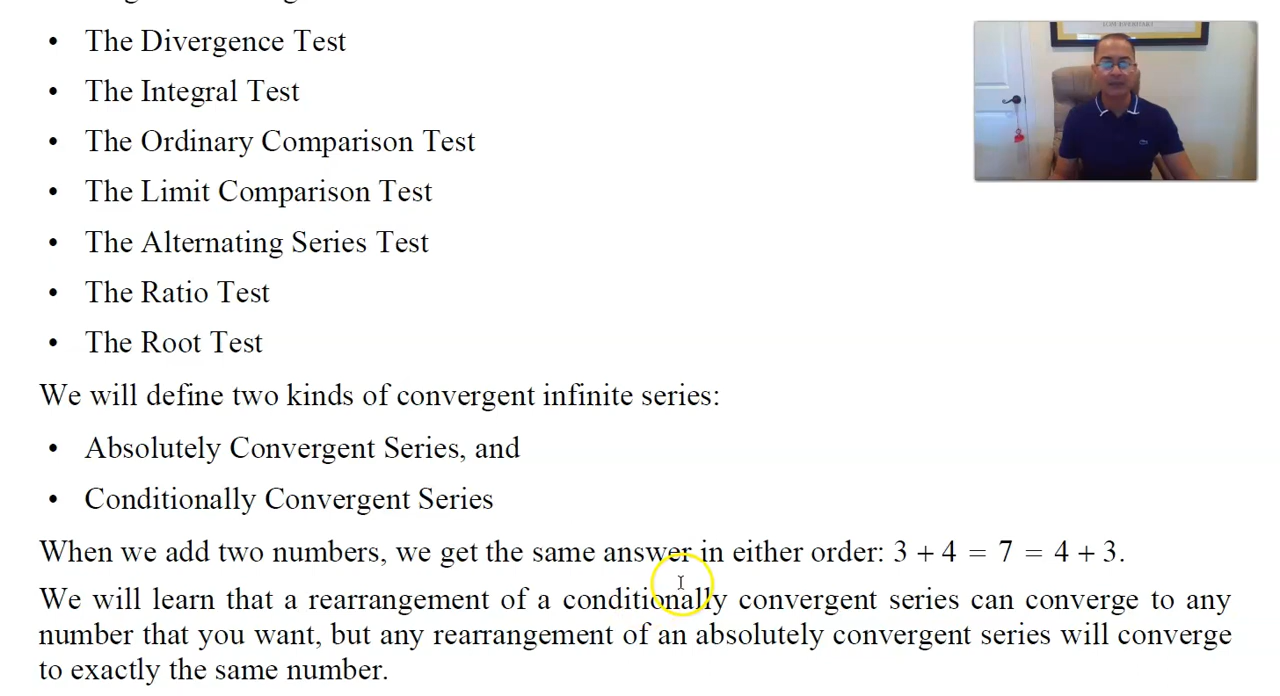 • The Divergence Test
• The Integral Test
• The Ordinary Comparison Test
• The Limit Comparison Test
• The Alternating Series Test
• The Ratio Test
• The Root Test
We will define two kinds of convergent infinite series:
• Absolutely Convergent Series, and
• Conditionally Convergent Series
When we add two numbers, we get the same answer in either order: 3 + 4 = 7 = 4 + 3.
We will learn that a rearrangement of a conditionally convergent series can converge to any
number that you want, but any rearrangement of an absolutely convergent series will converge
to exactly the same number.